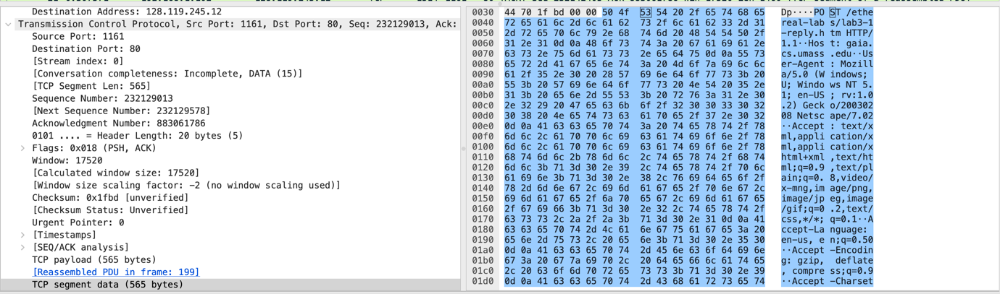 Destination Address: 128.119.245.12
Transmission Control Protocol, Src Port: 1161, Dst Port: 80, Seq: 232129013, Ack:
Source Port: 1161
Destination Port: 80
[Stream index: 0]
[Conversation completeness: Incomplete, DATA (15)]
[TCP Segment Len: 565]
Sequence Number: 232129013
[Next Sequence Number: 232129578]
Acknowledgment Number: 883061786
0101 .... = Header Length: 20 bytes (5)
Flags: 0x018 (PSH, ACK)
Window: 17520
[Calculated window size: 17520]
[Window size scaling factor: -2 (no window scaling used)]
Checksum: 0x1fbd [unverified]
[Checksum Status: Unverified]
Urgent Pointer: 0
[Timestamps]
[SEQ/ACK analysis]
TCP payload (565 bytes)
[Reassembled PDU in frame: 199]
TCP segment data (565 bytes)
0030 44 70 1f bd 00 00 50 4f 53 54 20 2f 65 74 68 65 Dp····PO ST /ethe
0040 72 65 61 6c 2d 6c 61 62 73 2f 6c 61 62 33 2d 31 real-lab s/lab3-1
0050 2d 72 65 70 6c 79 2e 68 74 6d 20 48 54 54 50 2f -reply.h tm HTTP/
0060 31 2e 31 0d 0a 48 6f 73 74 3a 20 67 61 69 61 2e 1.1··Hos t: gaia.
0070 63 73 2e 75 6d 61 73 73 2e 65 64 75 0d 0a 55 73 cs.umass .edu··Us
0080 65 72 2d 41 67 65 6e 74 3a 20 4d 6f 7a 69 6c 6c er-Agent : Mozill
0090 61 2f 35 2e 30 20 28 57 69 6e 64 6f 77 73 3b 20 a/5.0 (W indows;
00a0 55 3b 20 57 69 6e 64 6f 77 73 20 4e 54 20 35 2e U; Windo ws NT 5.
00b0 31 3b 20 65 6e 2d 55 53 3b 20 72 76 3a 31 2e 30 1; en-US ; rv:1.0
00c0 2e 32 29 20 47 65 63 6b 6f 2f 32 30 30 33 30 32 .2) Geck o/200302
00d0 30 38 20 4e 65 74 73 63 61 70 65 2f 37 2e 30 32 08 Netsc ape/7.02
00e0 0d 0a 41 63 63 65 70 74 3a 20 74 65 78 74 2f 78 ··Accept : text/x
00f0 6d 6c 2c 61 70 70 6c 69 63 61 74 69 6f 6e 2f 78 ml,appli cation/x
0100 6d 6c 2c 61 70 70 6c 69 63 61 74 69 6f 6e 2f 78 ml,appli cation/x
0110 68 74 6d 6c 2b 78 6d 6c 2c 74 65 78 74 2f 68 74 html+xml ,text/ht
0120 6d 6c 3b 71 3d 30 2e 39 2c 74 65 78 74 2f 70 6c ml;q=0.9 ,text/pl
0130 61 69 6e 3b 71 3d 30 2e 38 2c 76 69 64 65 6f 2f ain;q=0. 8,video/
0140 78 2d 6d 6e 67 2c 69 6d 61 67 65 2f 70 6e 67 2c x-mng,im age/png,
0150 69 6d 61 67 65 2f 6a 70 65 67 2c 69 6d 61 67 65 image/jp eg,image
0160 2f 67 69 66 3b 71 3d 30 2e 32 2c 74 65 78 74 2f /gif;q=0 .2,text/
0170 63 73 73 2c 2a 2f 2a 3b 71 3d 30 2e 31 0d 0a 41 css,*/*; q=0.1··A
0180 63 63 65 70 74 2d 4c 61 6e 67 75 61 67 65 3a 20 ccept-La nguage:
0190 65 6e 2d 75 73 2c 20 65 6e 3b 71 3d 30 2e 35 30 en-us, e n;q=0.50
01a0 0d 0a 41 63 63 65 70 74 2d 45 6e 63 6f 64 69 6e ··Accept -Encodin
01b0 67 3a 20 67 7a 69 70 2c 20 64 65 66 6c 61 74 65 g: gzip, deflate
01c0 2c 20 63 6f 6d 70 72 65 73 73 3b 71 3d 30 2e 39 , compre ss;q=0.9
01d0 0d 0a 41 63 63 65 70 74 2d 43 68 61 72 73 65 74 ··Accept -Charset